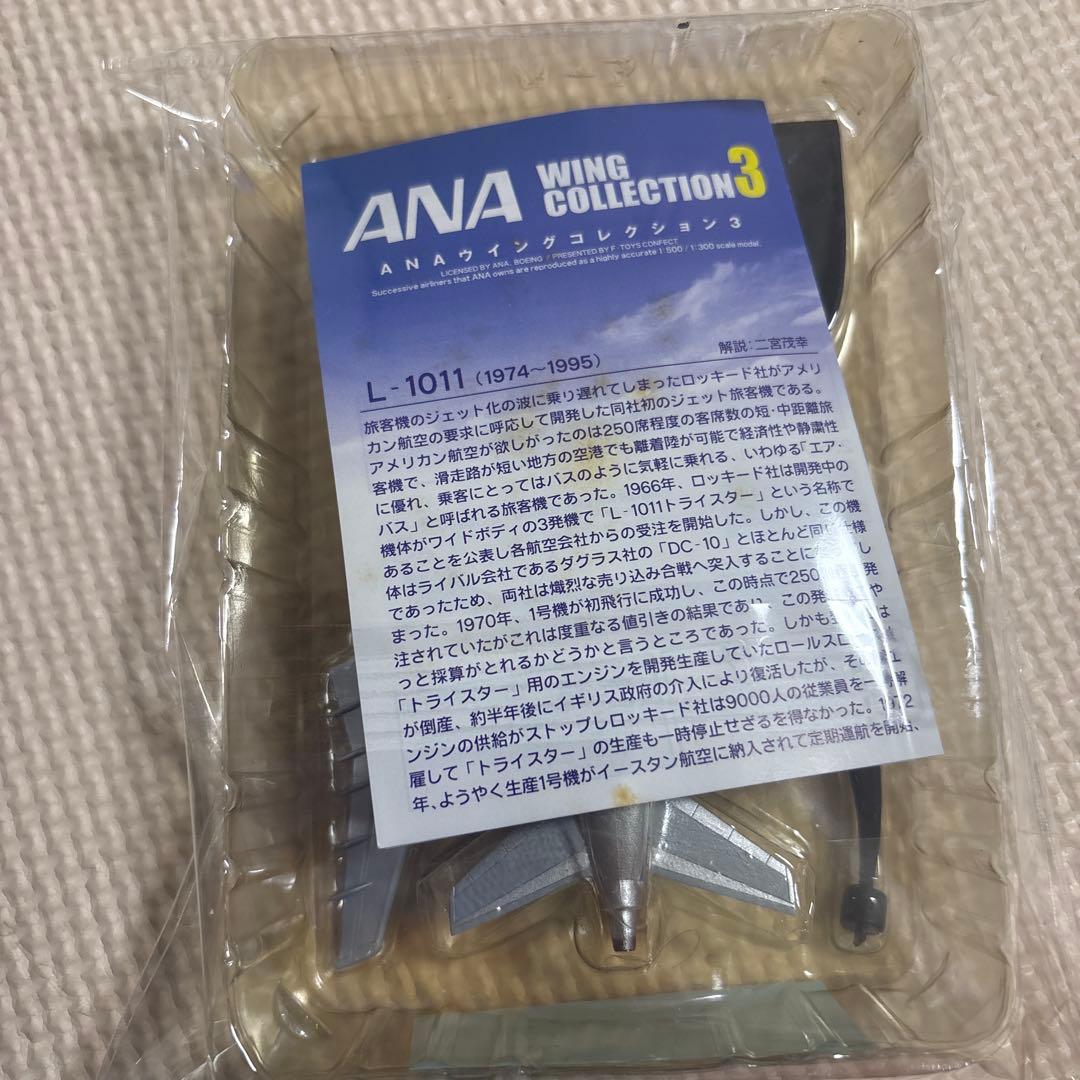 ANA WING COLLECTION3
ANAウイングコレクション3
LICENSED BY ANA. BOEING / PRESENTED BY F-TOYS CONFECT
Successive airliners that ANA owns are reproduced as a highly accurate 1:500 / 1:300 scale model.
L-1011 (1974〜1995)
解説:二宮茂幸
旅客機のジェット化の波に乗り遅れてしまったロッキード社がアメリ
カン航空の要求に呼応して開発した同社初のジェット旅客機である。
アメリカン航空が欲しがったのは250席程度の客席数の短・中距離旅
客機で、滑走路が短い地方の空港でも離着陸が可能で経済性や静粛性
に優れ、乗客にとってはバスのように気軽に乗れる、いわゆる「エア・
バス」と呼ばれる旅客機であった。1966年、ロッキード社は開発中の
機体がワイドボディの3発機で「L-1011トライスター」という名称で
あることを公表し各航空会社からの受注を開始した。しかし、この機
体はライバル会社であるダグラス社の「DC-10」とほとんど同じ仕様
であったため、両社は熾烈な売り込み合戦へ突入することに し
まった。1970年、1号機が初飛行に成功し、この時点で250 発
注されていたがこれは度重なる値引きの結果であり、この発 や
っと採算がとれるかどうかと言うところであった。しかも は
「トライスター」用のエンジンを開発生産していたロールスロ
が倒産、約半年後にイギリス政府の介入により復活したが、その エ
ンジンの供給がストップしロッキード社は9000人の従業員を一 解
雇して「トライスター」の生産も一時停止せざるを得なかった。1972
年、ようやく生産1号機がイースタン航空に納入されて定期運航を開始、